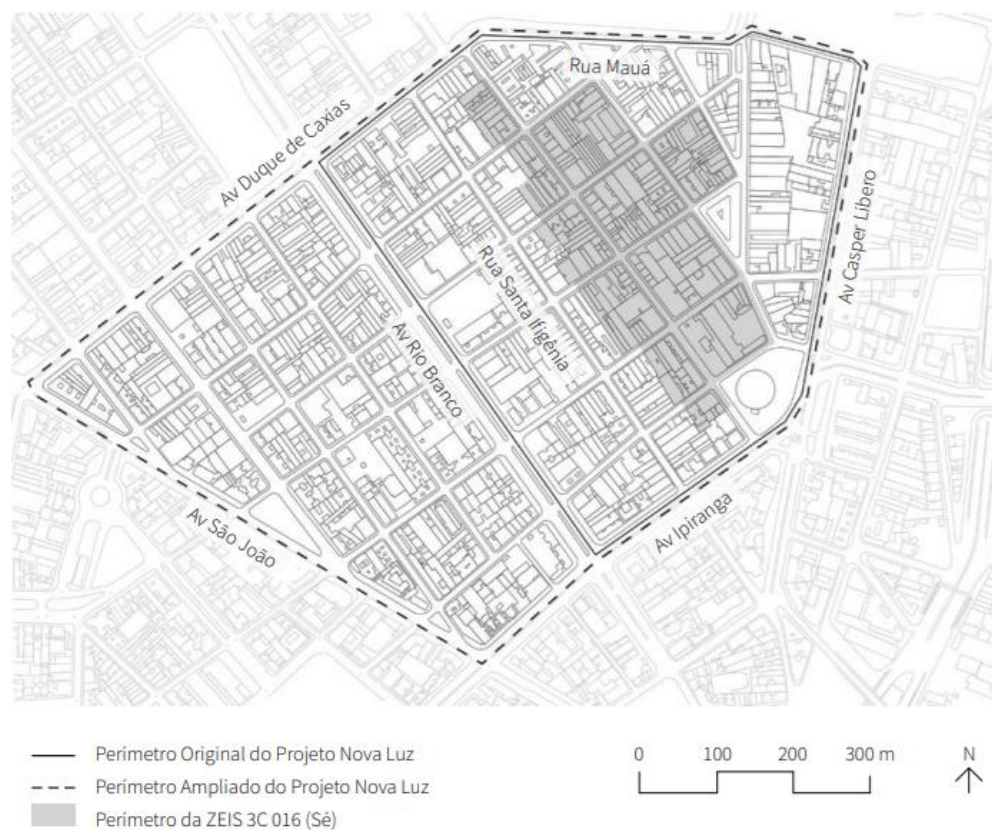 Rua Mauá
Av Duque de Caxias
Av Casper Líbero
Rua Santa Ifigênia
Av Rio Branco
Av São João
Av Ipiranga
Perímetro Original do Projeto Nova Luz
Perímetro Ampliado do Projeto Nova Luz
Perímetro da ZEIS 3C 016 (Sé)
0 100 200 300 m
N